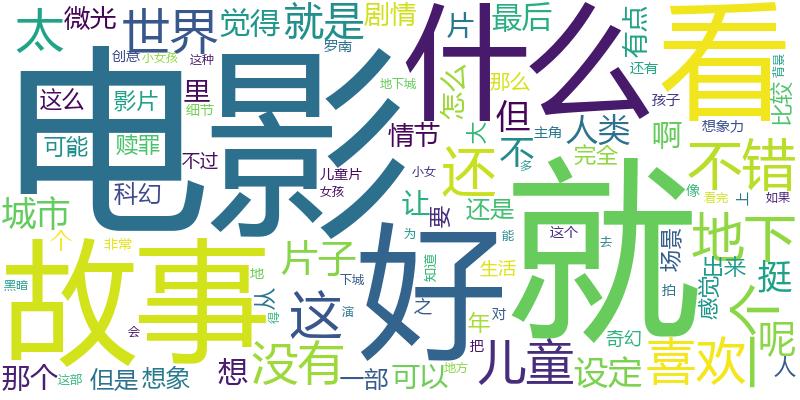 太
微光
世界
觉得
就是
剧情
片
最后
有点
什么
看
创意
小女孩
这种
罗南
地下城
怎么
那么
还有
背景
比较
这么
影片
里
细节
电影
但
大
人类
啊
孩子
想象力
可能
赎罪
情节
不
主角
完全
不过
还
多
不错
科幻
儿童片
女孩
小女
让
要
还是
就
像
看完
上
如果
城市
个
非常
片子
好
为
能
这个
去
场景
地下
挺
故事
地
从
这
下城
知道
之
生活
感觉
出来
小
呢
黑暗
得
演
年
对
拍
奇幻
会
把
那个
这部
但是
想象
想
没有
一部
可以
地方
儿童
设定
喜欢
人